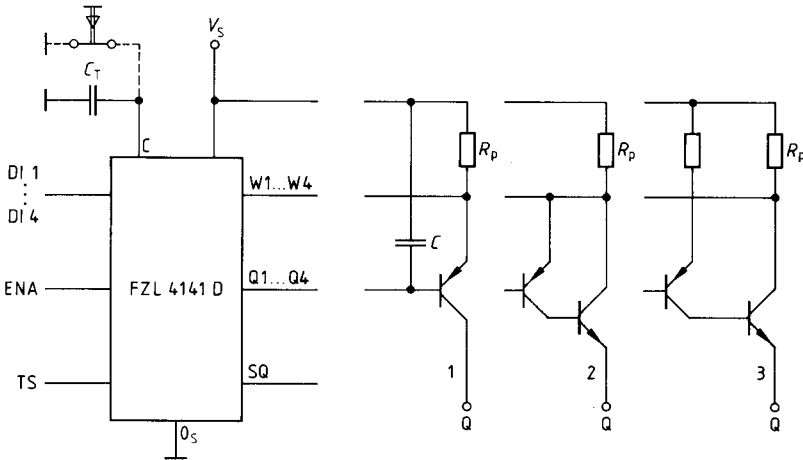 V_S
C_T
C
DI 1
⋮
DI 4
ENA
TS
FZL 4141 D
W1...W4
Q1...Q4
SQ
0_S
R_p
C
1
Q
R_p
2
Q
R_p
3
Q